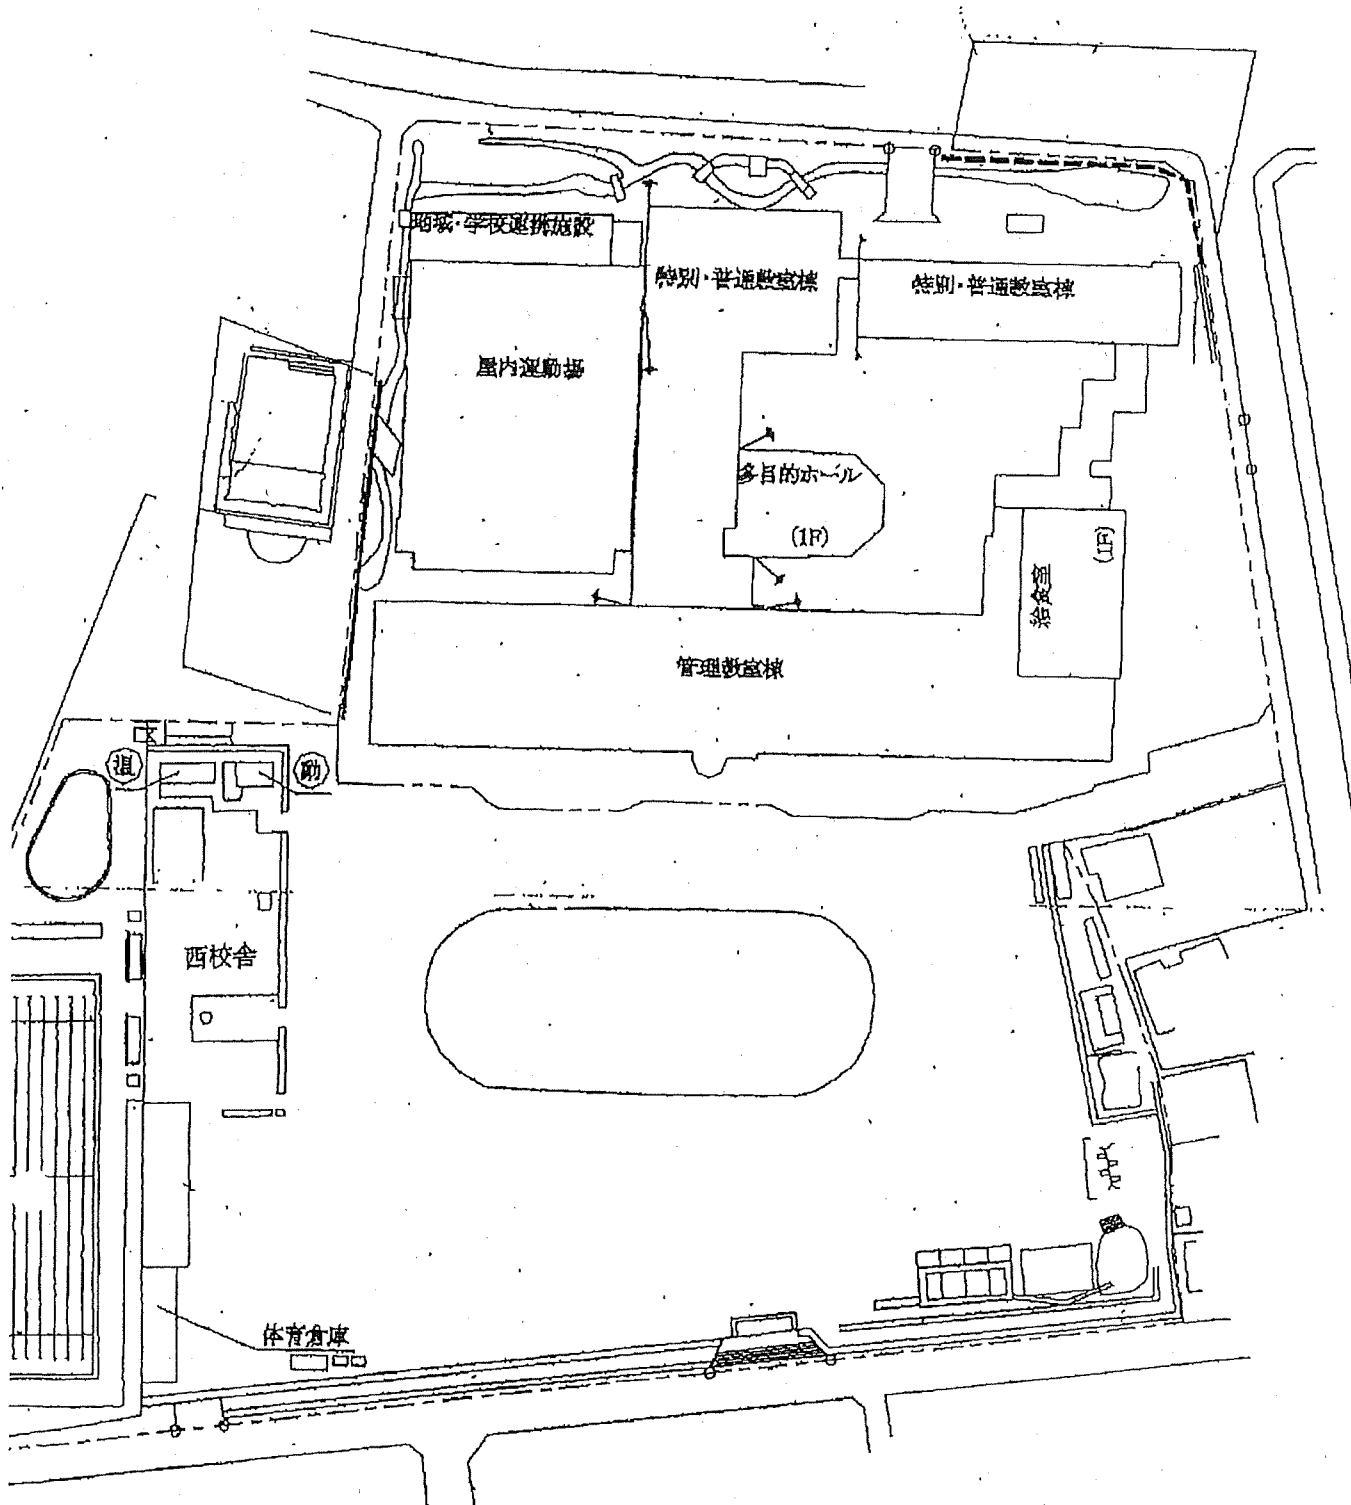 地域・学校連携施設
特別・普通教室棟
特別・普通教室棟
屋内運動場
多目的ホール
(1F)
給食室
(1F)
管理教室棟
温
動
西校舎
体育倉庫